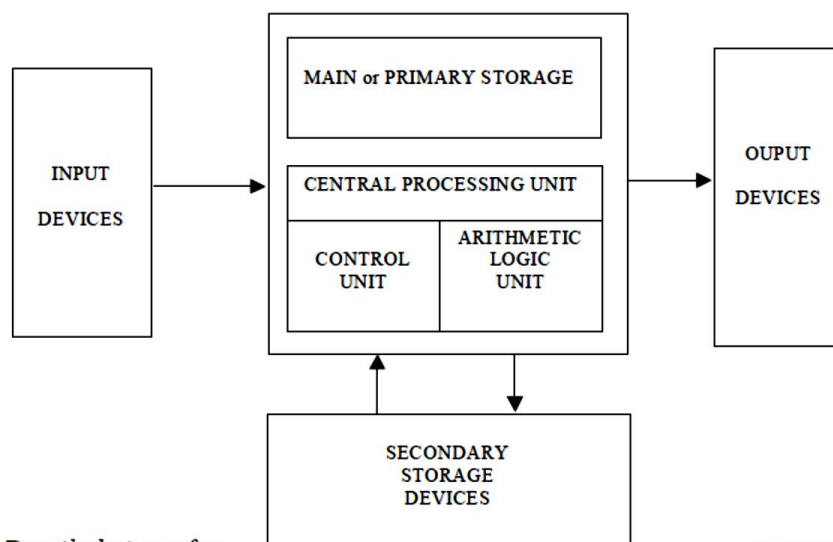 MAIN or PRIMARY STORAGE
INPUT
DEVICES
CENTRAL PROCESSING UNIT
CONTROL
UNIT
ARITHMETIC
LOGIC
UNIT
OUPUT
DEVICES
SECONDARY
STORAGE
DEVICES